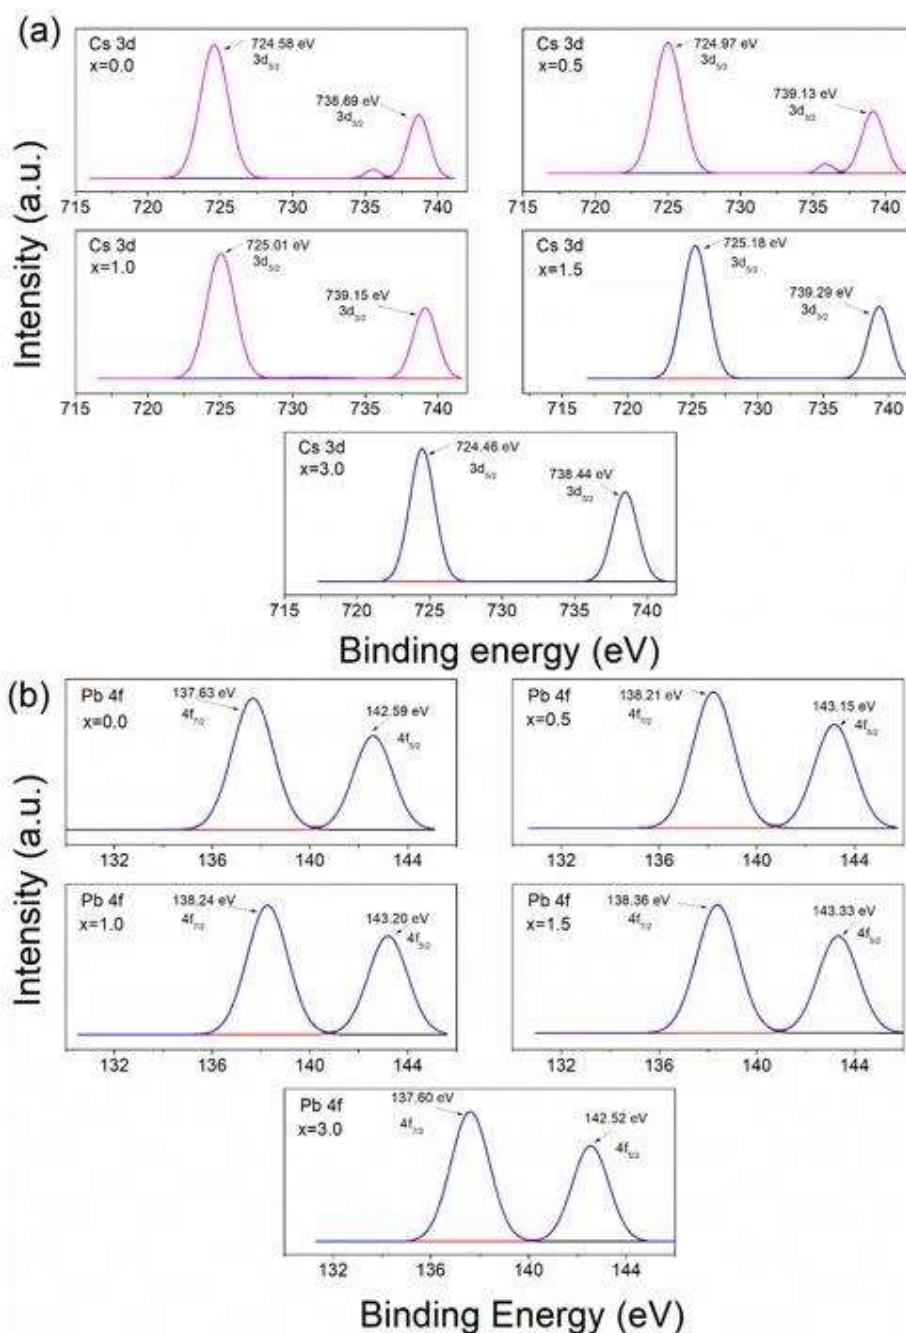 (a)
Intensity (a.u.)
Cs 3d
x=0.0
724.58 eV
3d5/2
738.69 eV
3d3/2
715 720 725 730 735 740
Cs 3d
x=0.5
724.97 eV
3d5/2
739.13 eV
3d3/2
715 720 725 730 735 740
Cs 3d
x=1.0
725.01 eV
3d5/2
739.15 eV
3d3/2
715 720 725 730 735 740
Cs 3d
x=1.5
725.18 eV
3d5/2
739.29 eV
3d3/2
715 720 725 730 735 740
Cs 3d
x=3.0
724.46 eV
3d5/2
738.44 eV
3d3/2
715 720 725 730 735 740
Binding energy (eV)
(b)
Intensity (a.u.)
Pb 4f
x=0.0
137.63 eV
4f7/2
142.59 eV
4f5/2
132 136 140 144
Pb 4f
x=0.5
138.21 eV
4f7/2
143.15 eV
4f5/2
132 136 140 144
Pb 4f
x=1.0
138.24 eV
4f7/2
143.20 eV
4f5/2
132 136 140 144
Pb 4f
x=1.5
138.36 eV
4f7/2
143.33 eV
4f5/2
132 136 140 144
Pb 4f
x=3.0
137.60 eV
4f7/2
142.52 eV
4f5/2
132 136 140 144
Binding Energy (eV)